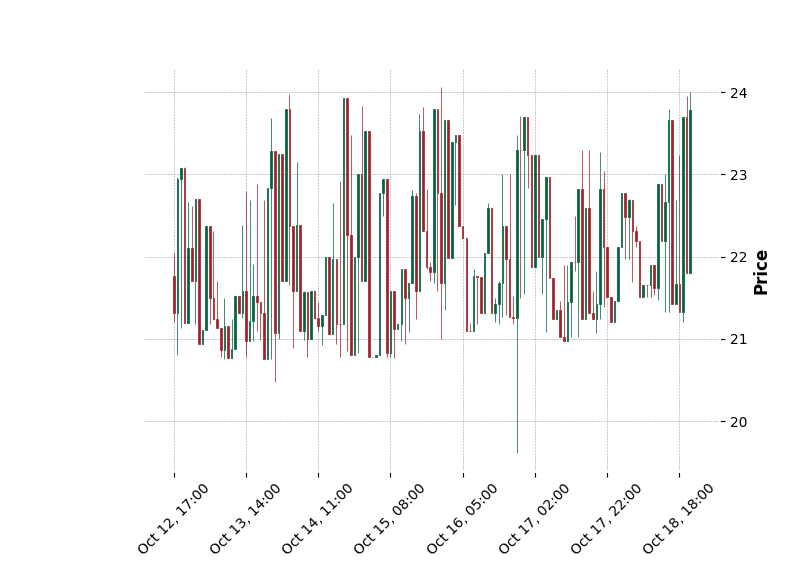 24
23
22
21
20
Price
Oct 12, 17:00
Oct 13, 14:00
Oct 14, 11:00
Oct 15, 08:00
Oct 16, 05:00
Oct 17, 02:00
Oct 17, 22:00
Oct 18, 18:00